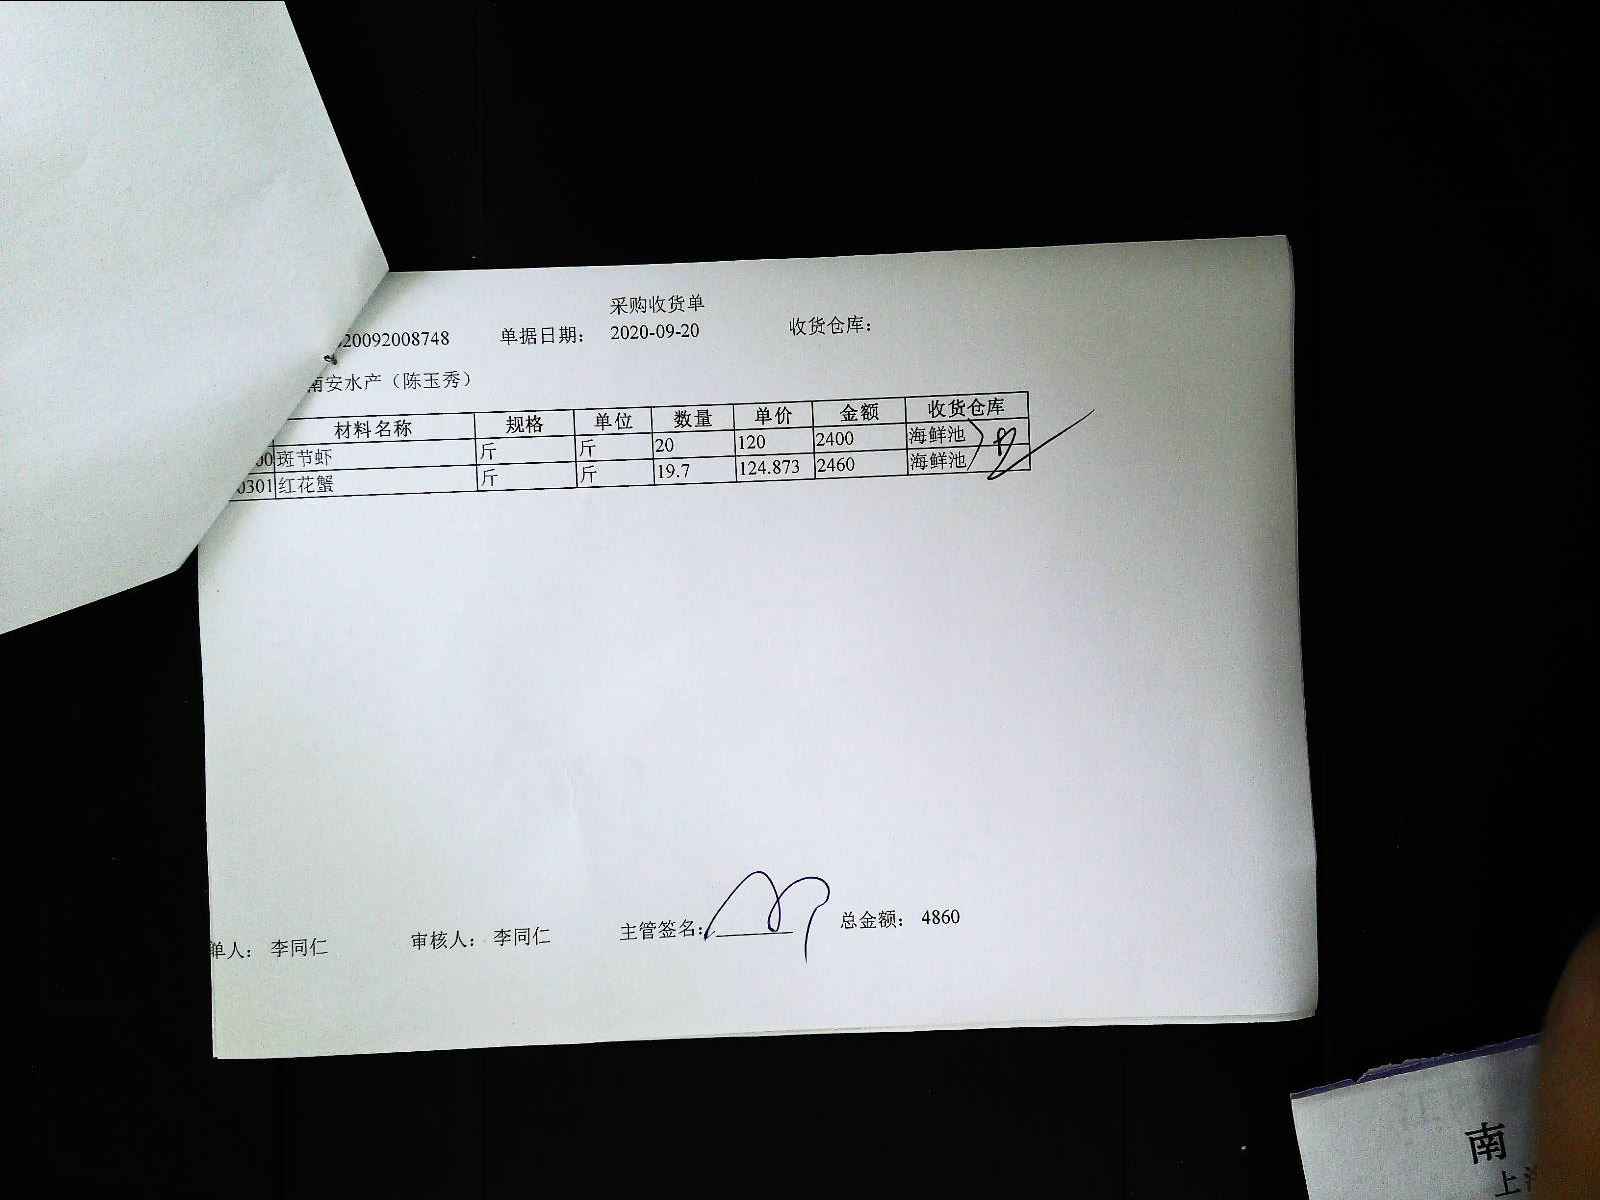 采购收货单
20092008748 单据日期： 2020-09-20 收货仓库：
南安水产（陈玉秀）
材料名称 规格 单位 数量 单价 金额 收货仓库
00 斑节虾 斤 斤 20 120 2400 海鲜池
0301 红花蟹 斤 斤 19.7 124.873 2460 海鲜池
单人： 李同仁 审核人： 李同仁 主管签名： 总金额： 4860
南
上海